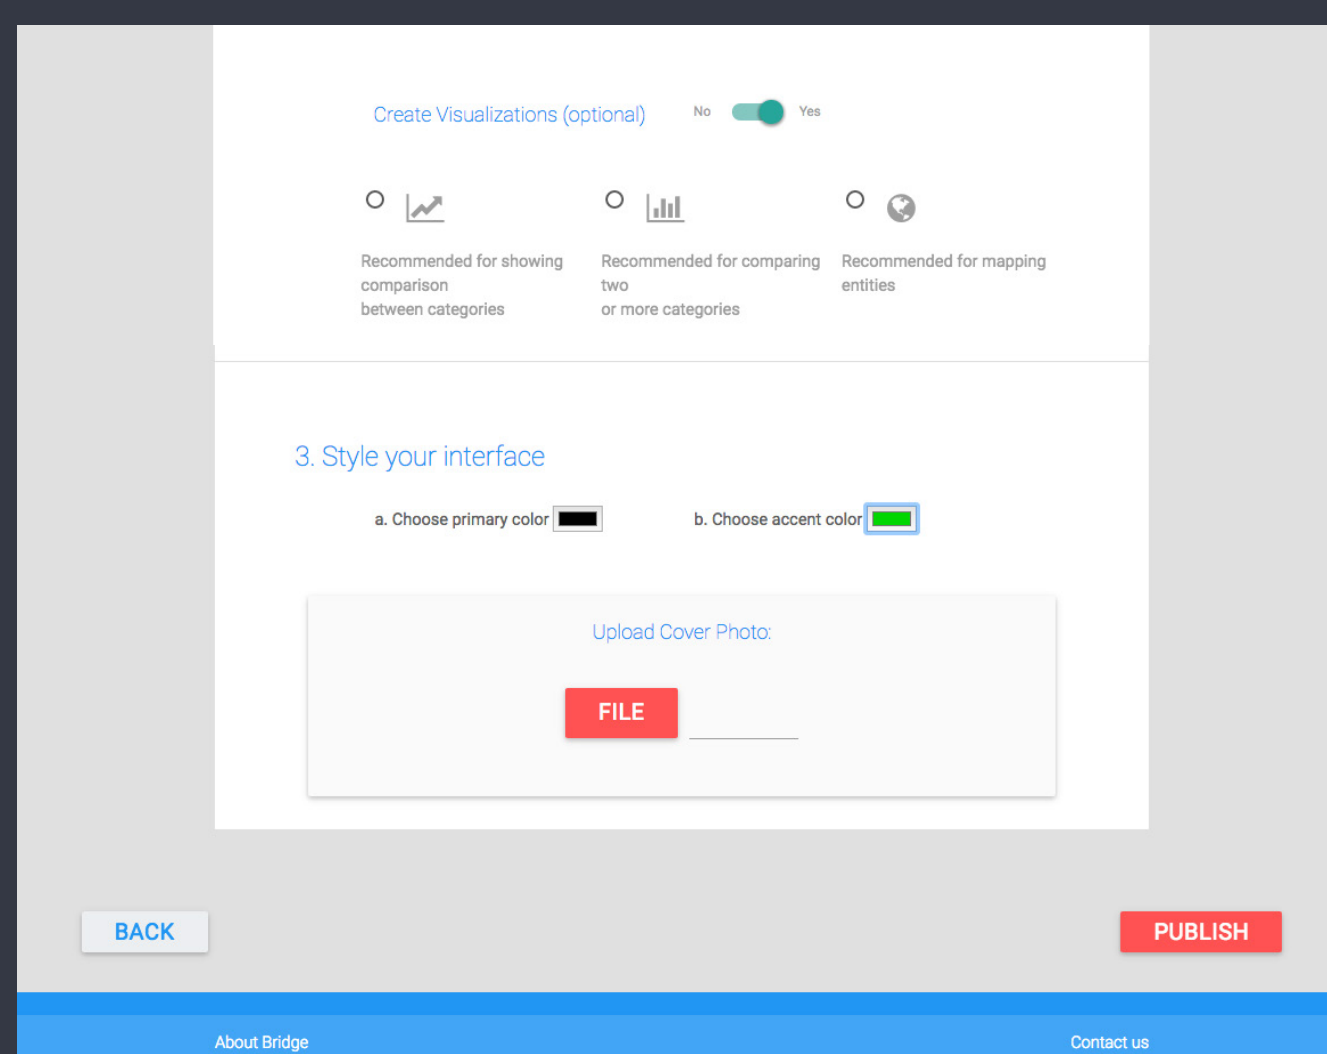 Create Visualizations (optional)
No
Yes
Recommended for showing
comparison
between categories
Recommended for comparing
two
or more categories
Recommended for mapping
entities
3. Style your interface
a. Choose primary color
b. Choose accent color
Upload Cover Photo:
FILE
BACK
PUBLISH
About Bridge
Contact us